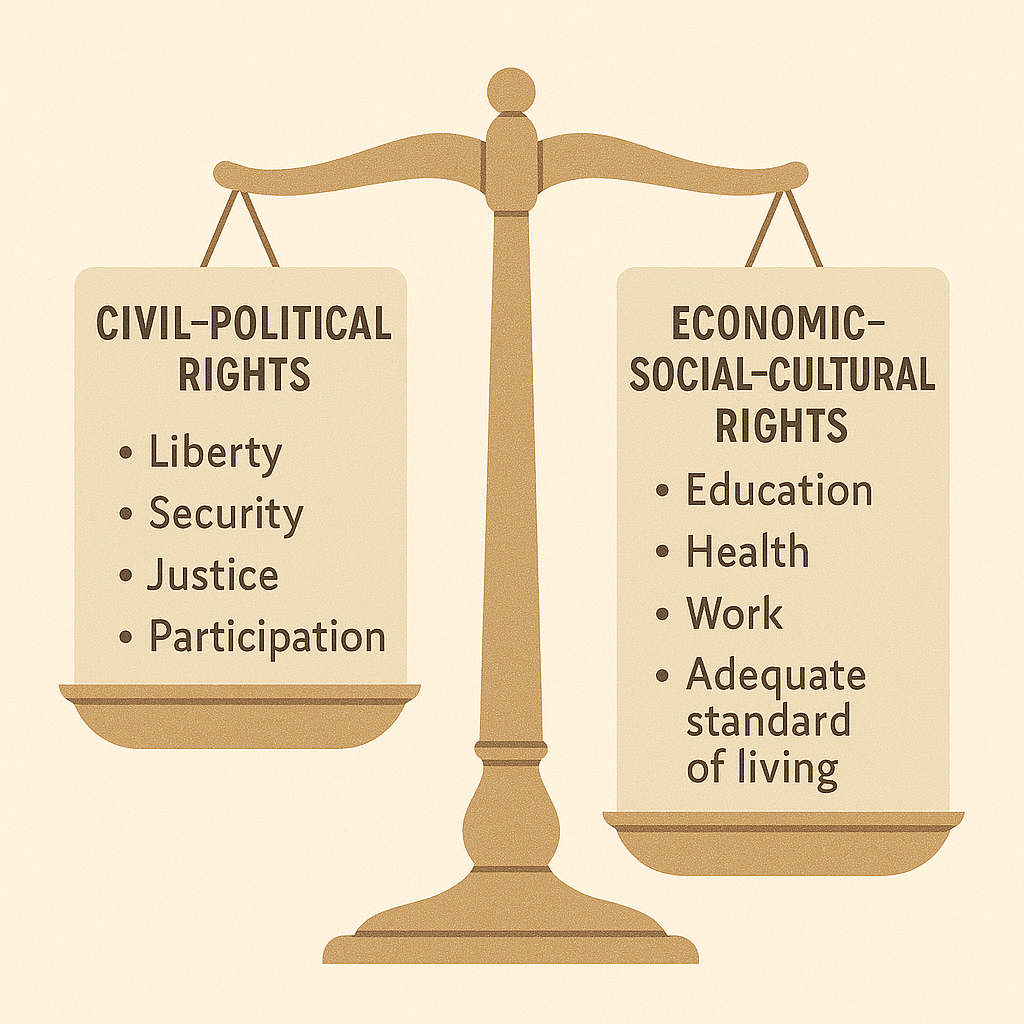 CIVIL–POLITICAL
RIGHTS
• Liberty
• Security
• Justice
• Participation
ECONOMIC–
SOCIAL–CULTURAL
RIGHTS
• Education
• Health
• Work
• Adequate
standard
of living